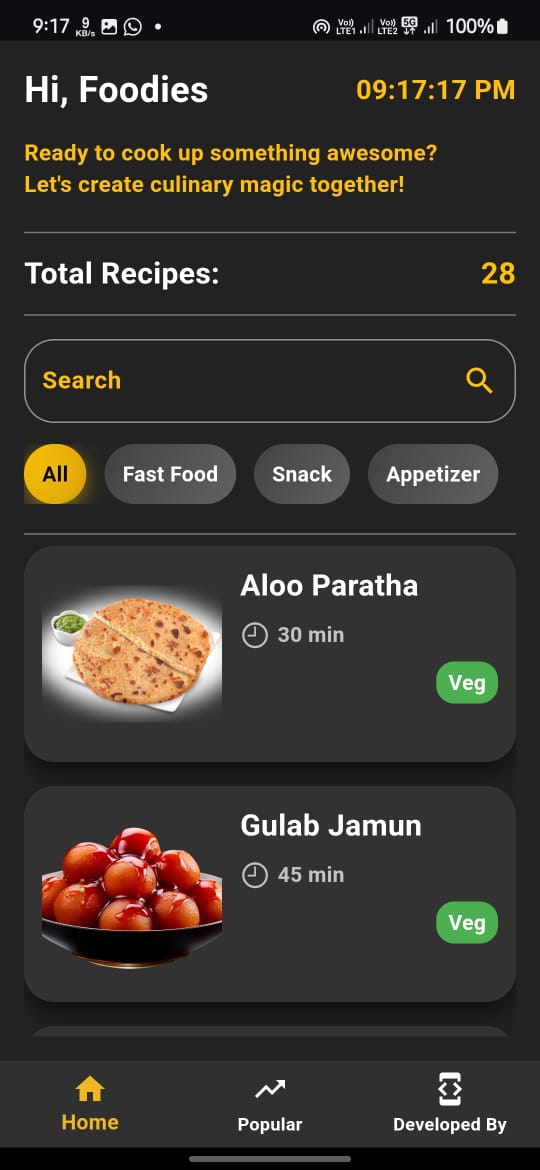 9:17 9 KB/s Vo)) LTE1 Vo)) LTE2 5G 100%
Hi, Foodies 09:17:17 PM
Ready to cook up something awesome?
Let's create culinary magic together!
Total Recipes: 28
Search
All Fast Food Snack Appetizer
Aloo Paratha
30 min
Veg
Gulab Jamun
45 min
Veg
Home Popular Developed By